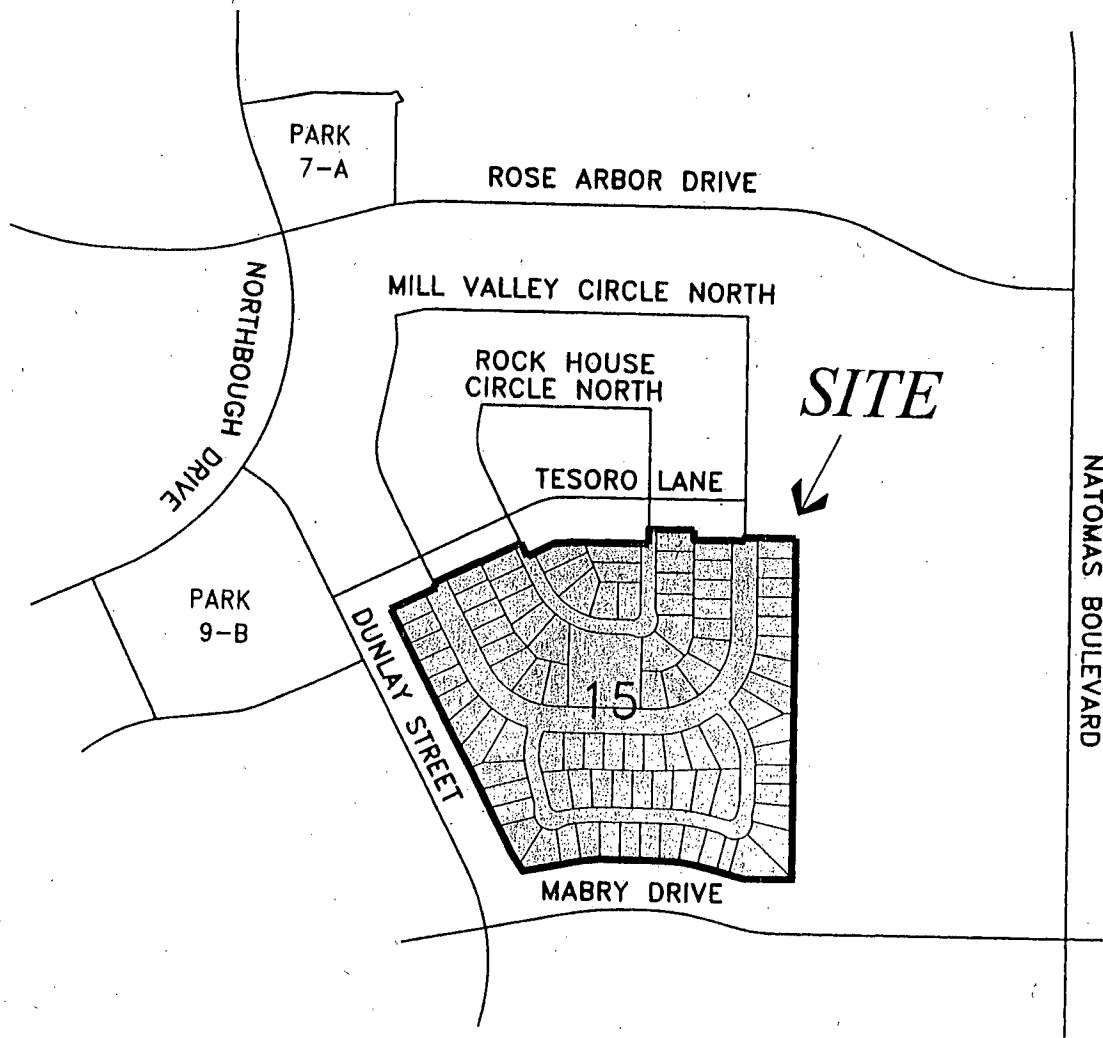 PARK
7-A
ROSE ARBOR DRIVE
NORTHBOUGH DRIVE
MILL VALLEY CIRCLE NORTH
ROCK HOUSE
CIRCLE NORTH
SITE
TESORO LANE
NATOMAS BOULEVARD
PARK
9-B
DUNLAY STREET
15
MABRY DRIVE